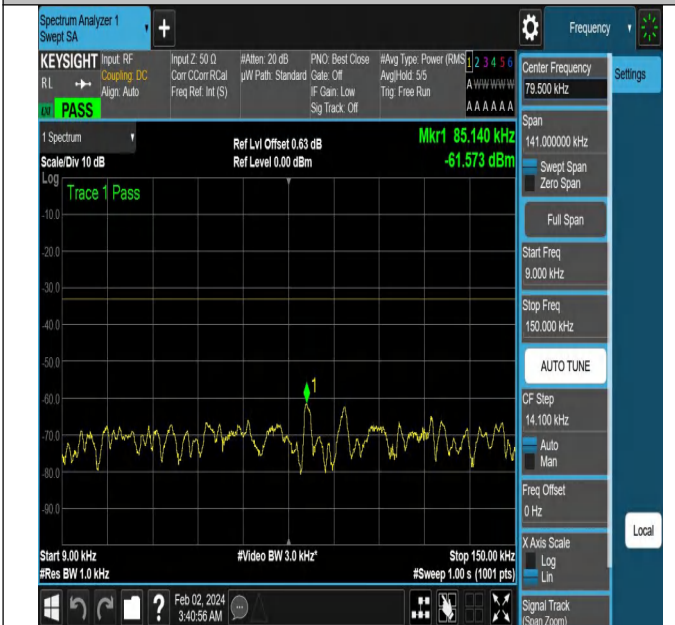 Spectrum Analyzer 1
Swept SA
+
Frequency
KEYSIGHT
RL
Input: RF
Coupling: DC
Align: Auto
Input Z: 50 Ω
Corr CCorr RCal
Freq Ref: Int (S)
#Atten: 20 dB
µW Path: Standard
PNO: Best Close
Gate: Off
IF Gain: Low
Sig Track: Off
#Avg Type: Power (RMS
Avg|Hold: 5/5
Trig: Free Run
1 2 3 4 5 6
A W W W W W
A A A A A A
PASS
1 Spectrum
Scale/Div 10 dB
Log
Ref Lvl Offset 0.63 dB
Ref Level 0.00 dBm
Mkr1 85.140 kHz
-61.573 dBm
Trace 1 Pass
-10.0
-20.0
-30.0
-40.0
-50.0
-60.0
-70.0
-80.0
-90.0
1
Start 9.00 kHz
#Res BW 1.0 kHz
#Video BW 3.0 kHz*
Stop 150.00 kHz
#Sweep 1.00 s (1001 pts)
?
Feb 02, 2024
3:40:56 AM
Center Frequency
79.500 kHz
Settings
Span
141.000000 kHz
Swept Span
Zero Span
Full Span
Start Freq
9.000 kHz
Stop Freq
150.000 kHz
AUTO TUNE
CF Step
14.100 kHz
Auto
Man
Freq Offset
0 Hz
Local
X Axis Scale
Log
Lin
Signal Track
(Span Zoom)